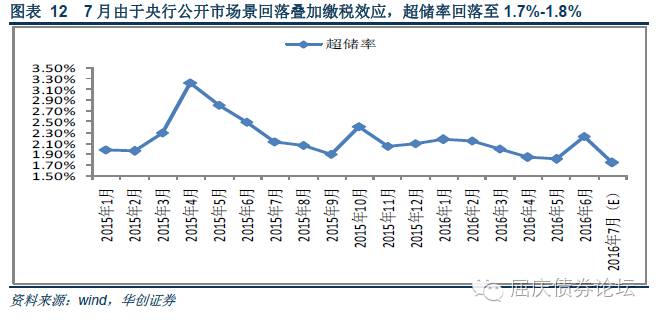 图表 12 7月由于央行公开市场景回落叠加缴税效应，超储率回落至 1.7%-1.8%
超储率
3.50%
3.30%
3.10%
2.90%
2.70%
2.50%
2.30%
2.10%
1.90%
1.70%
1.50%
2015年1月
2015年2月
2015年3月
2015年4月
2015年5月
2015年6月
2015年7月
2015年8月
2015年9月
2015年10月
2015年11月
2015年12月
2016年1月
2016年2月
2016年3月
2016年4月
2016年5月
2016年6月
2016年7月（E）
资料来源：wind，华创证券
屈庆债券论坛